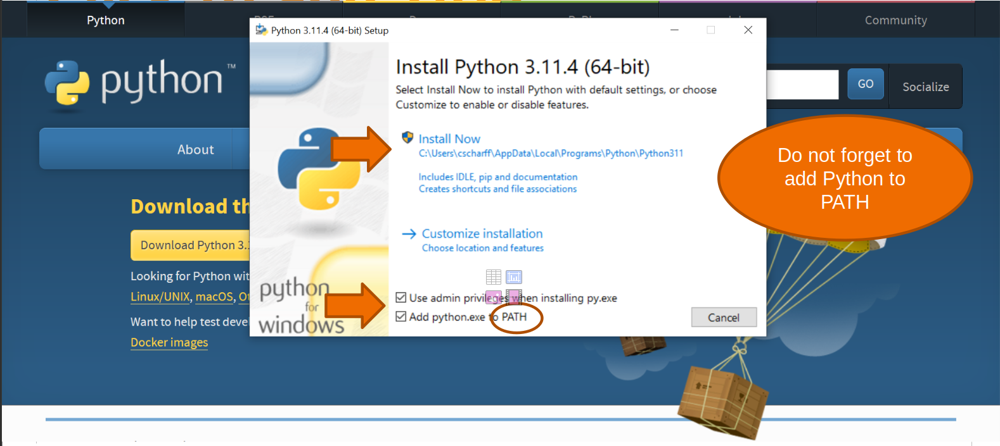 Python
Community
Python 3.11.4 (64-bit) Setup
python™
Install Python 3.11.4 (64-bit)
Select Install Now to install Python with default settings, or choose
Customize to enable or disable features.
GO
Socialize
Install Now
C:\Users\cscharff\AppData\Local\Programs\Python\Python311
Includes IDLE, pip and documentation
Creates shortcuts and file associations
About
Do not forget to
add Python to
PATH
Download th
Download Python 3.
Customize installation
Choose location and features
Looking for Python wit
Linux/UNIX, macOS, Ot
Want to help test deve
Docker images
python
for
windows
Use admin privileges when installing py.exe
Add python.exe to PATH
Cancel